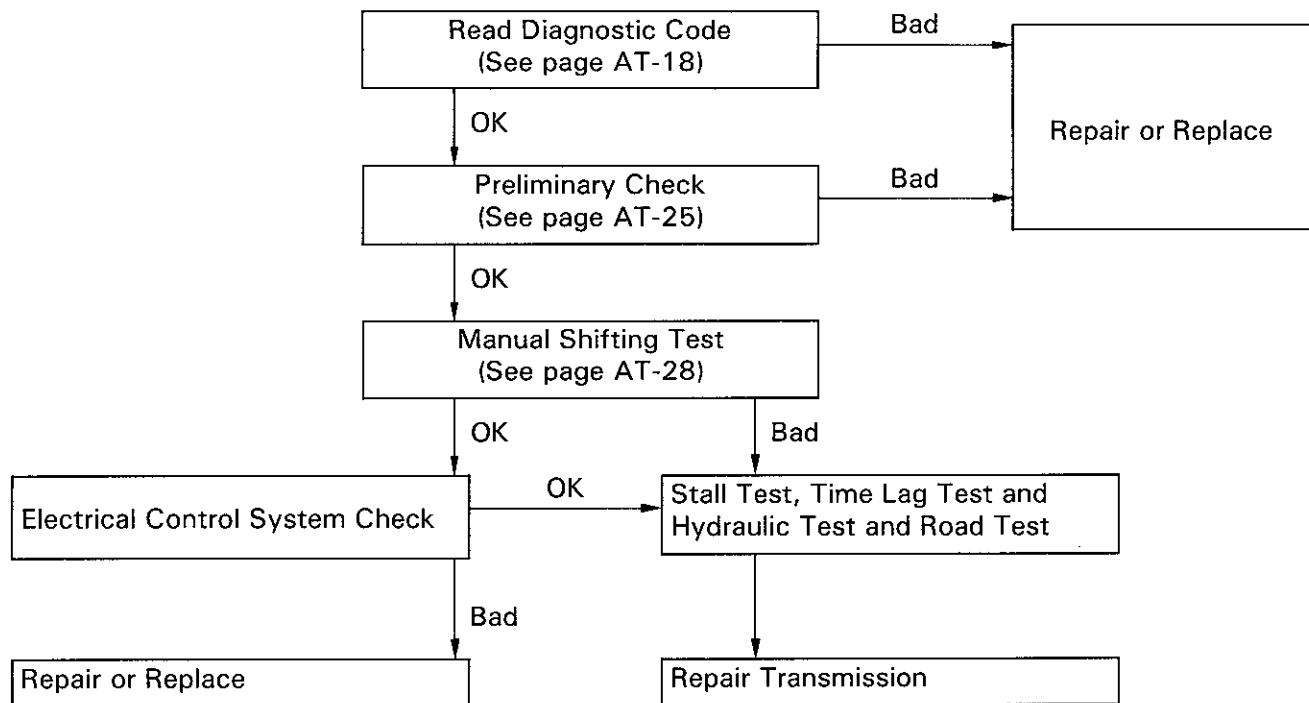 Read Diagnostic Code
(See page AT-18)
Bad
Repair or Replace
OK
Preliminary Check
(See page AT-25)
Bad
OK
Manual Shifting Test
(See page AT-28)
OK
Bad
Electrical Control System Check
OK
Stall Test, Time Lag Test and
Hydraulic Test and Road Test
Bad
Repair or Replace
Repair Transmission